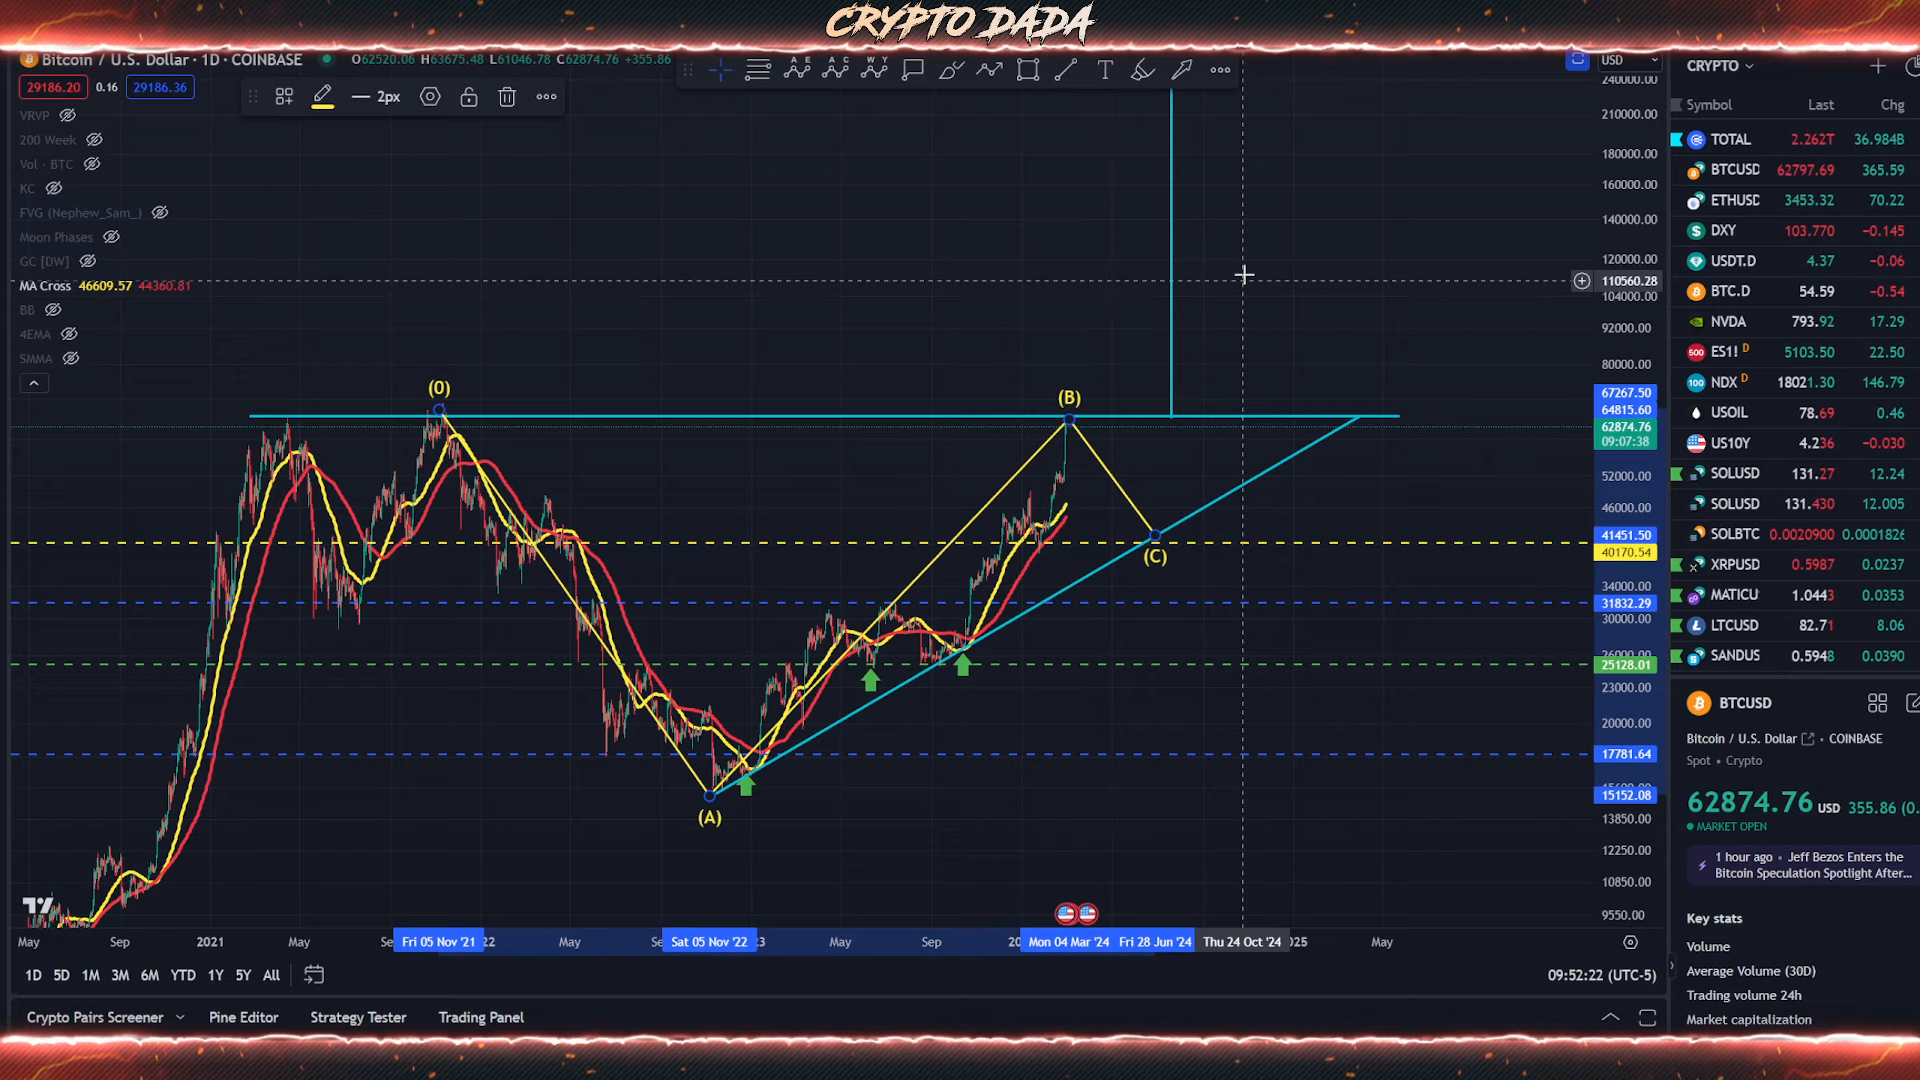 CRYPTO DADA
Bitcoin / U.S. Dollar · 1D · COINBASE O62520.06 H63675.48 L61046.78 C62874.76 +355.86
29186.20 0.16 29186.36
2px
VRVP
200 Week
Vol · BTC
KC
FVG (Nephew_Sam_)
Moon Phases
GC [DW]
MA Cross 46609.57 44360.81
BB
4EMA
SMMA
(0)
(B)
(C)
(A)
USD
240000.00
210000.00
180000.00
160000.00
140000.00
120000.00
110560.28
104000.00
92000.00
80000.00
67267.50
64815.60
62874.76
09:07:38
52000.00
46000.00
41451.50
40170.54
34000.00
31832.29
30000.00
25128.01
23000.00
20000.00
17781.64
15152.08
13850.00
12250.00
10850.00
9550.00
May Sep 2021 May Fri 05 Nov '21 22 May Sat 05 Nov '22 3 May Sep 20 Mon 04 Mar '24 Fri 28 Jun '24 Thu 24 Oct '24 025 May
1D 5D 1M 3M 6M YTD 1Y 5Y All
09:52:22 (UTC-5)
Crypto Pairs Screener Pine Editor Strategy Tester Trading Panel
CRYPTO
Symbol Last Chg
TOTAL 2.262T 36.984B
BTCUSD 62797.69 365.59
ETHUSD 3453.32 70.22
DXY 103.770 −0.145
USDT.D 4.37 −0.06
BTC.D 54.59 −0.54
NVDA 793.92 17.29
500 ES1! D 5103.50 22.50
100 NDX D 18021.30 146.79
USOIL 78.69 0.46
US10Y 4.236 −0.030
SOLUSD 131.27 12.24
SOLUSD 131.430 12.005
SOLBTC 0.0020900 0.0001826
XRPUSD 0.5987 0.0237
MATICU 1.0443 0.0353
LTCUSD 82.71 8.06
SANDUS 0.5948 0.0390
BTCUSD
Bitcoin / U.S. Dollar • COINBASE
Spot • Crypto
62874.76 USD 355.86 (0.
MARKET OPEN
1 hour ago • Jeff Bezos Enters the
Bitcoin Speculation Spotlight After...
Key stats
Volume
Average Volume (30D)
Trading volume 24h
Market capitalization